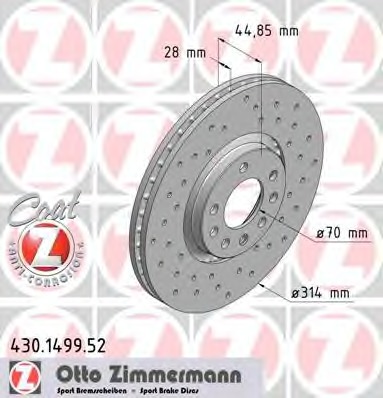 44,85 mm
28 mm
ø70 mm
ø314 mm
Coat
Z
ANTI-CORROSION
430.1499.52
Z
Otto Zimmermann
Sport Bremsscheiben - Sport Brake Discs